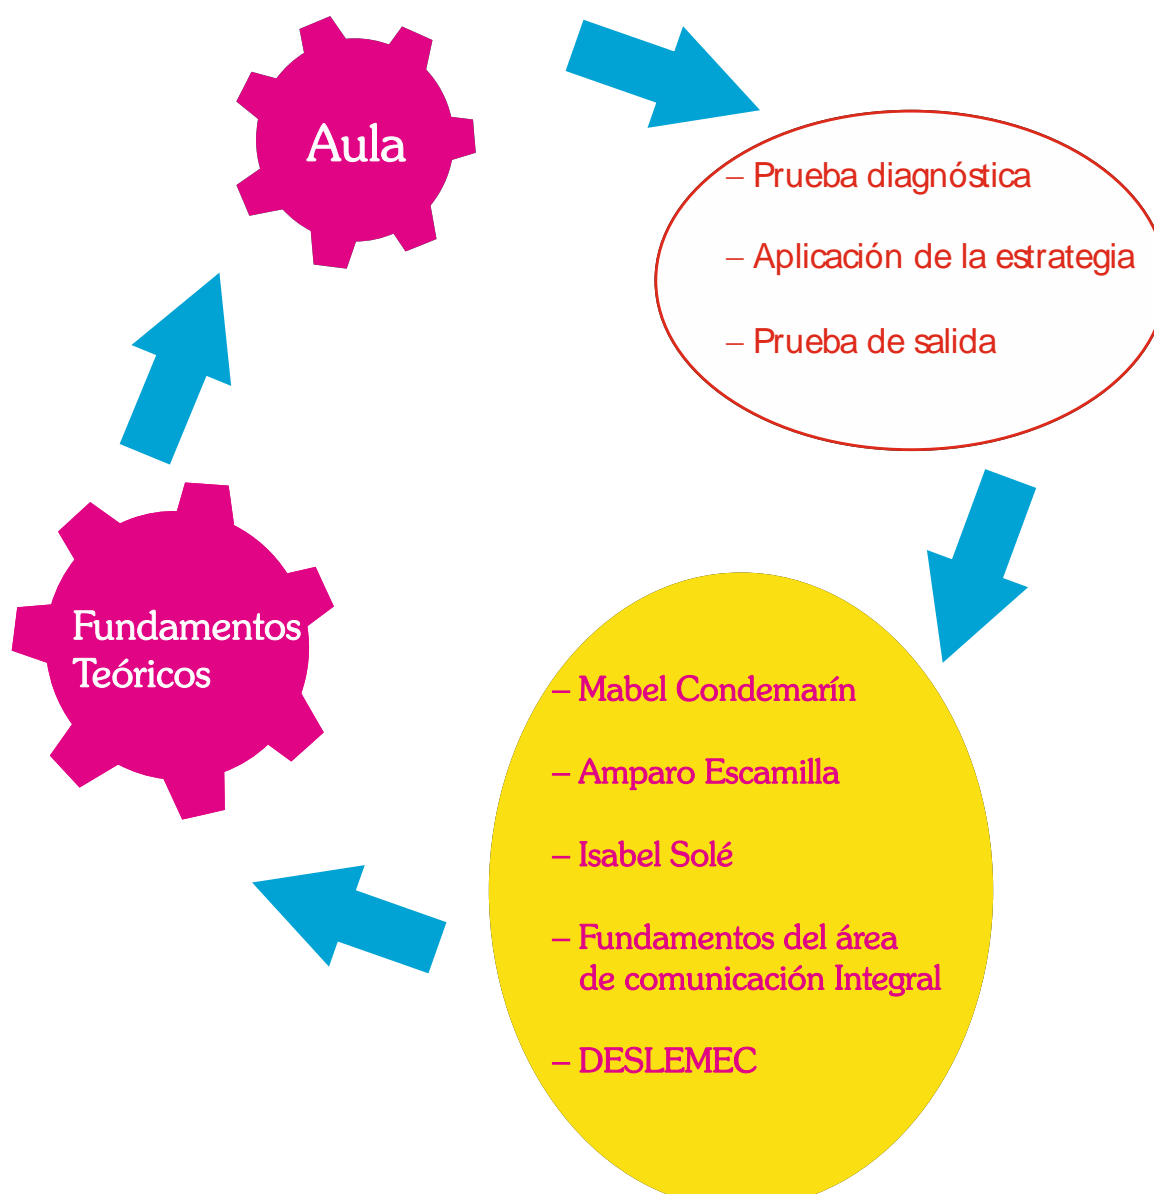 Aula
– Prueba diagnóstica
– Aplicación de la estrategia
– Prueba de salida
Fundamentos
Teóricos
– Mabel Condemarín
– Amparo Escamilla
– Isabel Solé
– Fundamentos del área
de comunicación Integral
– DESLEMEC